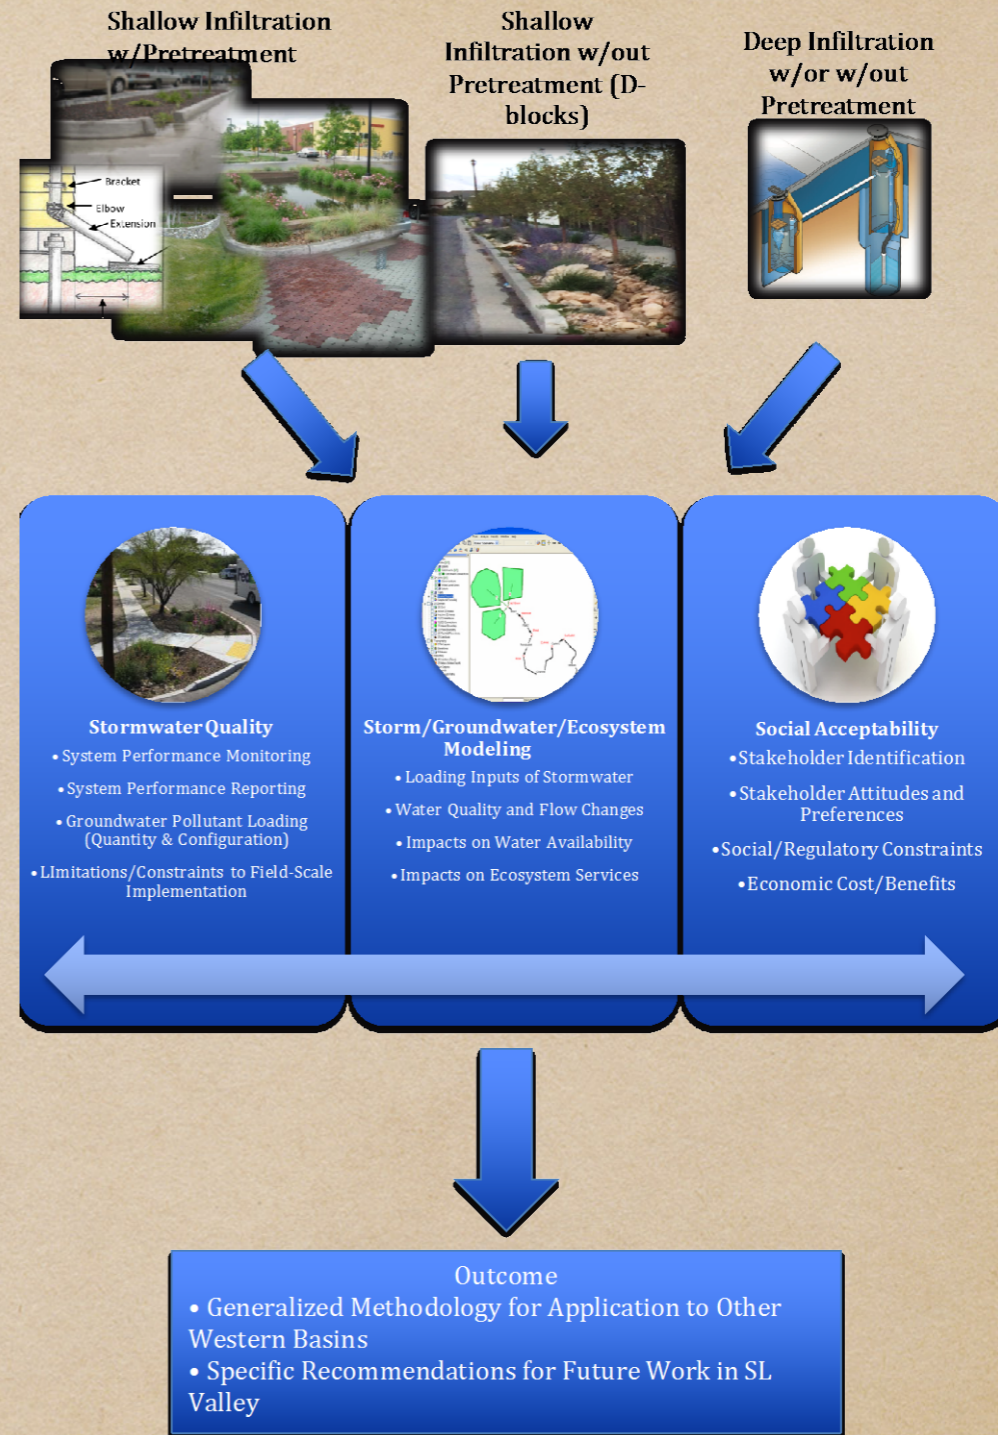 Shallow Infiltration
w/Pretreatment
Shallow
Infiltration w/out
Pretreatment (D-
blocks)
Deep Infiltration
w/or w/out
Pretreatment
Bracket
Elbow
Extension
Stormwater Quality
• System Performance Monitoring
• System Performance Reporting
• Groundwater Pollutant Loading
(Quantity & Configuration)
• LImitations/Constraints to Field-Scale
Implementation
Storm/Groundwater/Ecosystem
Modeling
• Loading Inputs of Stormwater
• Water Quality and Flow Changes
• Impacts on Water Availability
• Impacts on Ecosystem Services
Social Acceptability
• Stakeholder Identification
• Stakeholder Attitudes and
Preferences
• Social/Regulatory Constraints
• Economic Cost/Benefits
Outcome
• Generalized Methodology for Application to Other
Western Basins
• Specific Recommendations for Future Work in SL
Valley